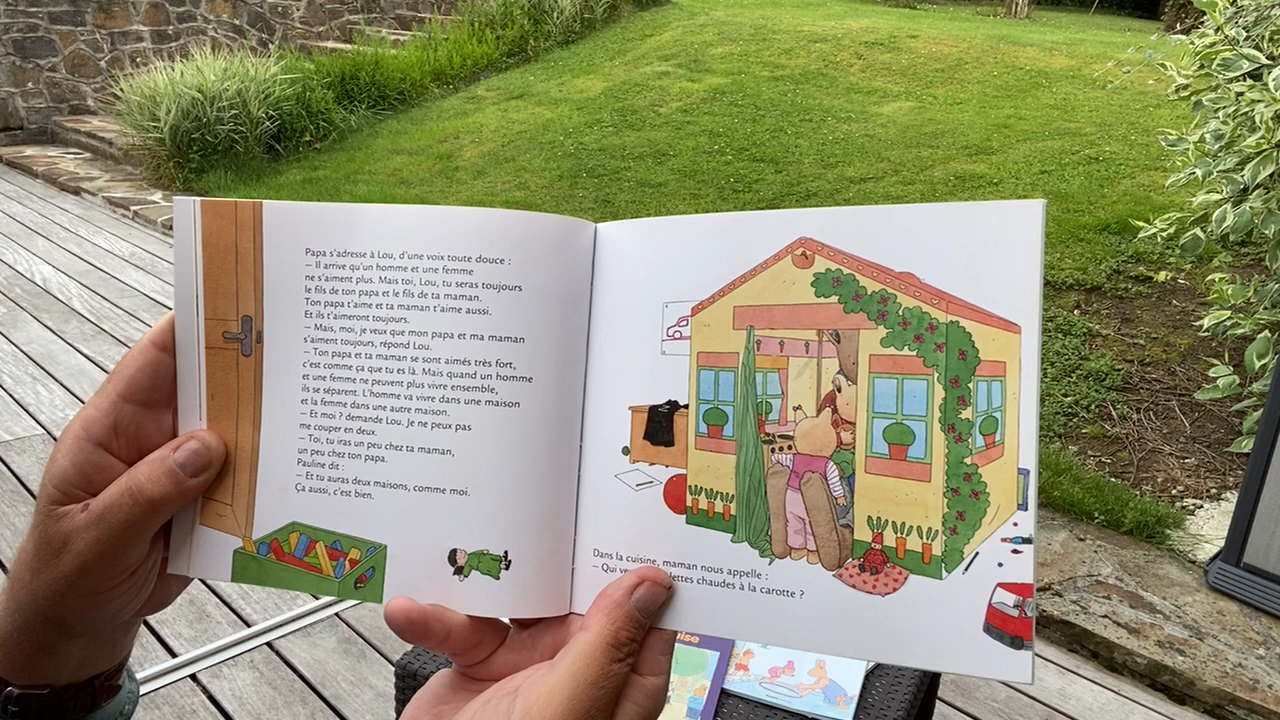 Papa s'adresse à Lou, d'une voix toute douce :
– Il arrive qu'un homme et une femme
ne s'aiment plus. Mais toi, Lou, tu seras toujours
le fils de ton papa et le fils de ta maman.
Ton papa t'aime et ta maman t'aime aussi.
Et ils t'aimeront toujours.
– Mais, moi, je veux que mon papa et ma maman
s'aiment toujours, répond Lou.
– Ton papa et ta maman se sont aimés très fort,
c'est comme ça que tu es là. Mais quand un homme
et une femme ne peuvent plus vivre ensemble,
ils se séparent. L'homme va vivre dans une maison
et la femme dans une autre maison.
– Et moi ? demande Lou. Je ne peux pas
me couper en deux.
– Toi, tu iras un peu chez ta maman,
un peu chez ton papa.
Pauline dit :
– Et tu auras deux maisons, comme moi.
Ça aussi, c'est bien.
Dans la cuisine, maman nous appelle :
– Qui chaudes à la carotte ?